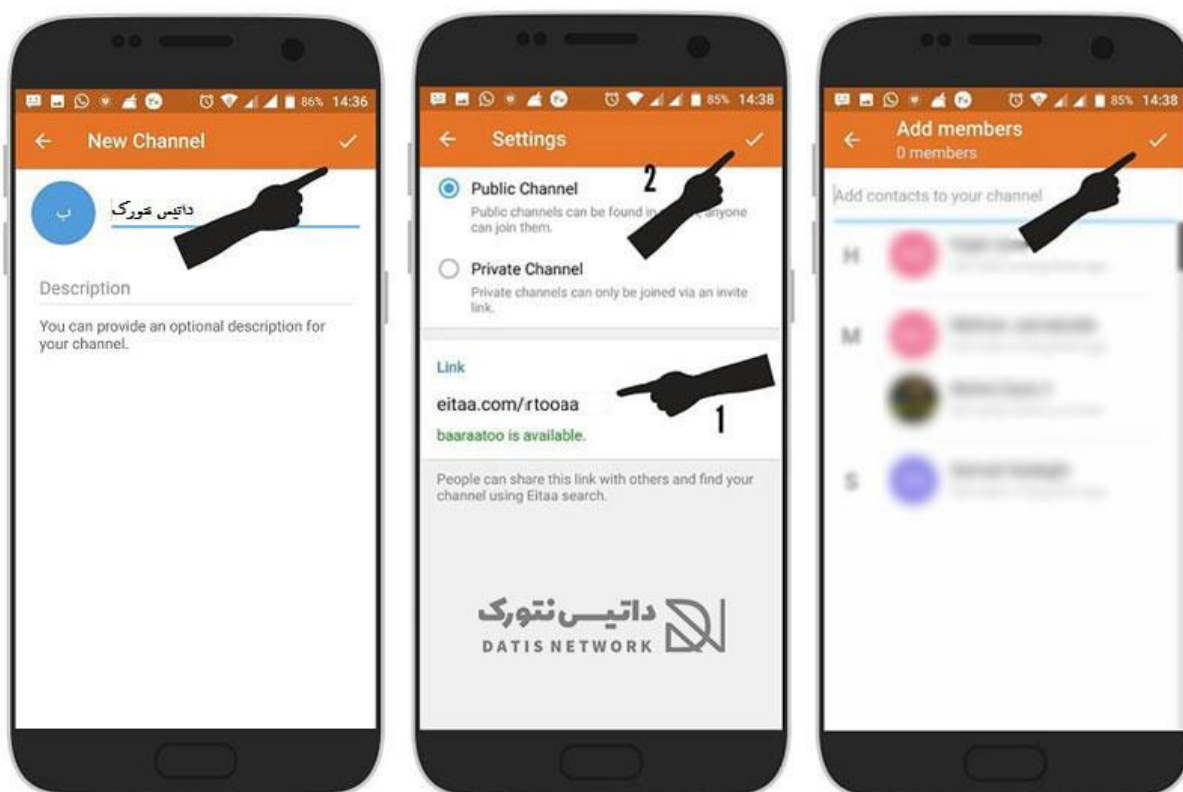 86% 14:36
New Channel
ب
داتیس نتورک
Description
You can provide an optional description for
your channel.
85% 14:38
Settings
2
Public Channel
Public channels can be found in anyone
can join them.
Private Channel
Private channels can only be joined via an invite
link.
Link
eitaa.com/rtooaa
baaraatoo is available.
1
People can share this link with others and find your
channel using Eitaa search.
داتیس نتورک
DATIS NETWORK
85% 14:38
Add members
0 members
Add contacts to your channel
H
M
S